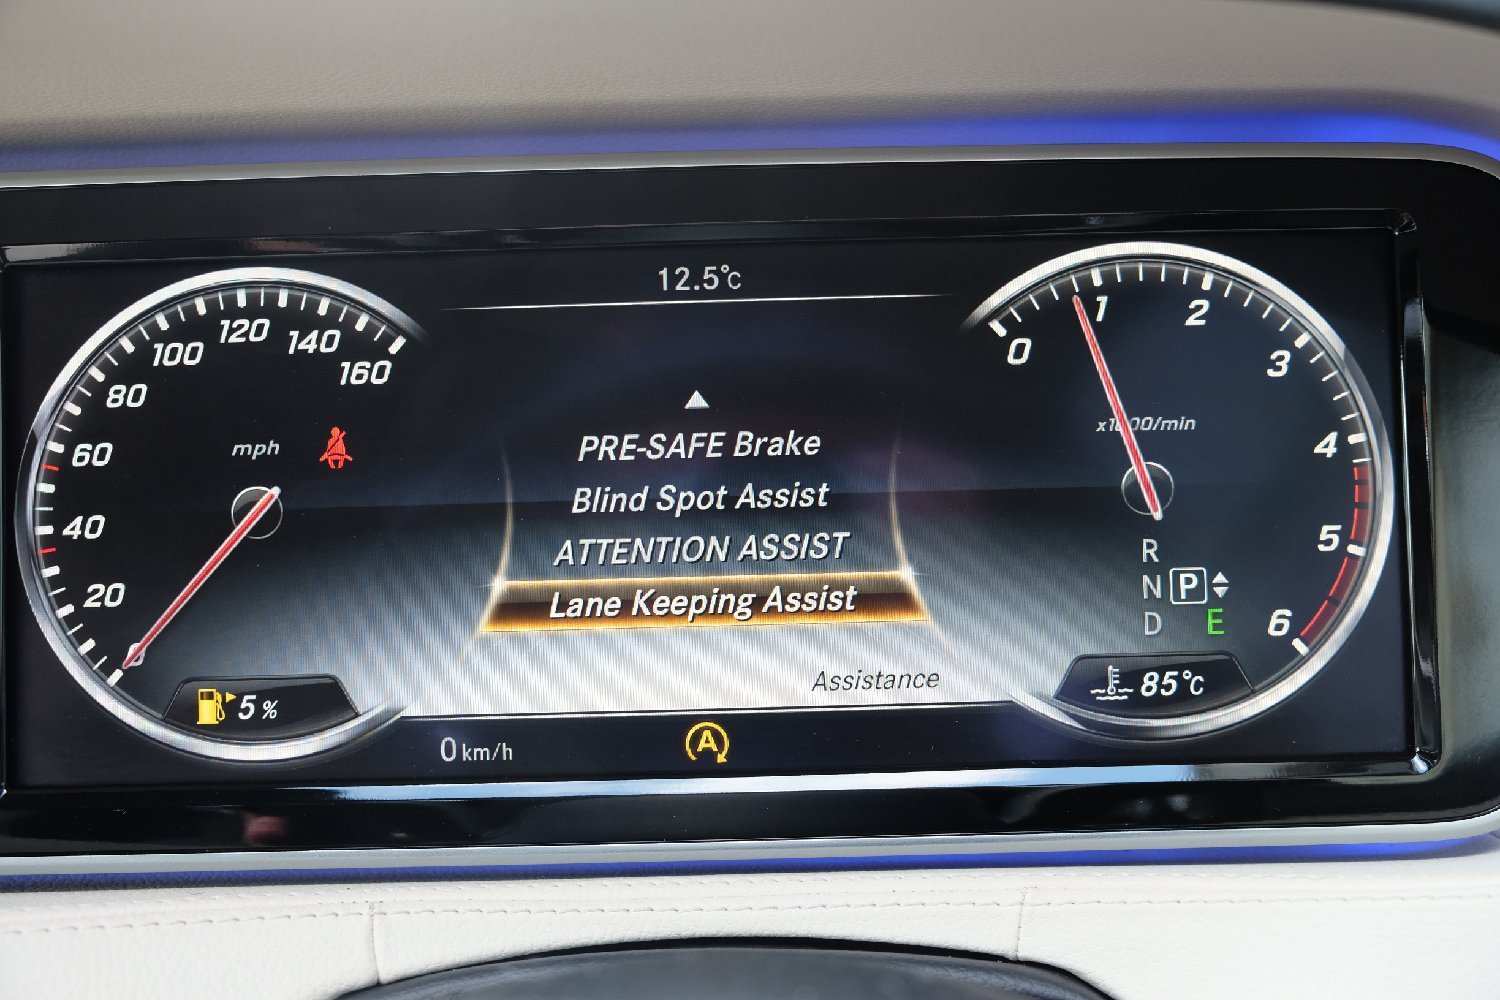 12.5°C
20
40
60
80
100
120
140
160
mph
5 %
PRE-SAFE Brake
Blind Spot Assist
ATTENTION ASSIST
Lane Keeping Assist
Assistance
0 km/h
A
0
1
2
3
4
5
6
R
N P
D E
85°C